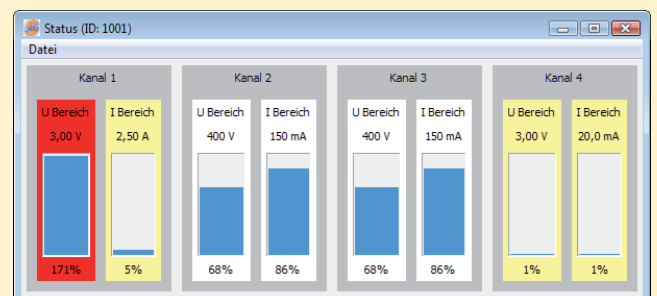 Status (ID: 1001)
Datei
Kanal 1 Kanal 2 Kanal 3 Kanal 4
U Bereich I Bereich U Bereich I Bereich U Bereich I Bereich U Bereich I Bereich
3,00 V 2,50 A 400 V 150 mA 400 V 150 mA 3,00 V 20,0 mA
171% 5% 68% 86% 68% 86% 1% 1%